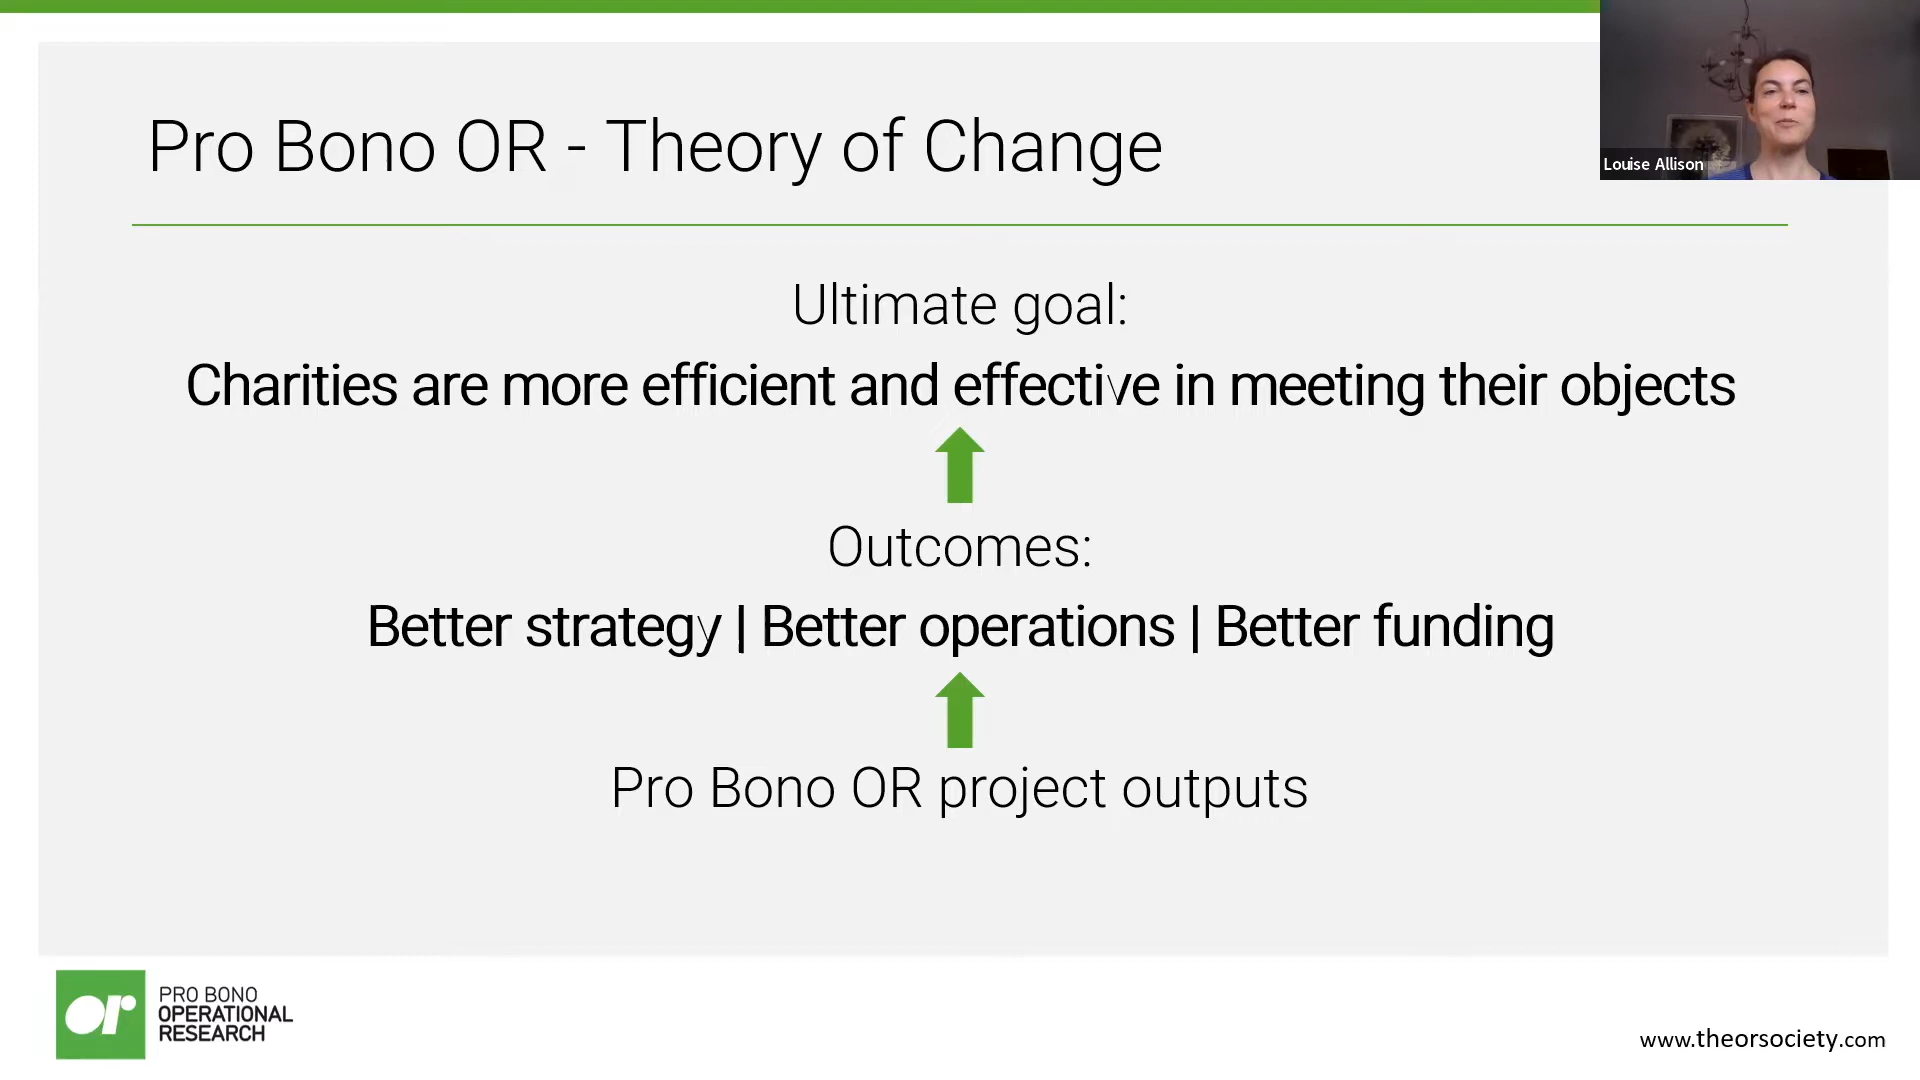 Pro Bono OR - Theory of Change
Louise Allison
Ultimate goal:
Charities are more efficient and effective in meeting their objects
Outcomes:
Better strategy | Better operations | Better funding
Pro Bono OR project outputs
or
PRO BONO
OPERATIONAL
RESEARCH
www.theorsociety.com